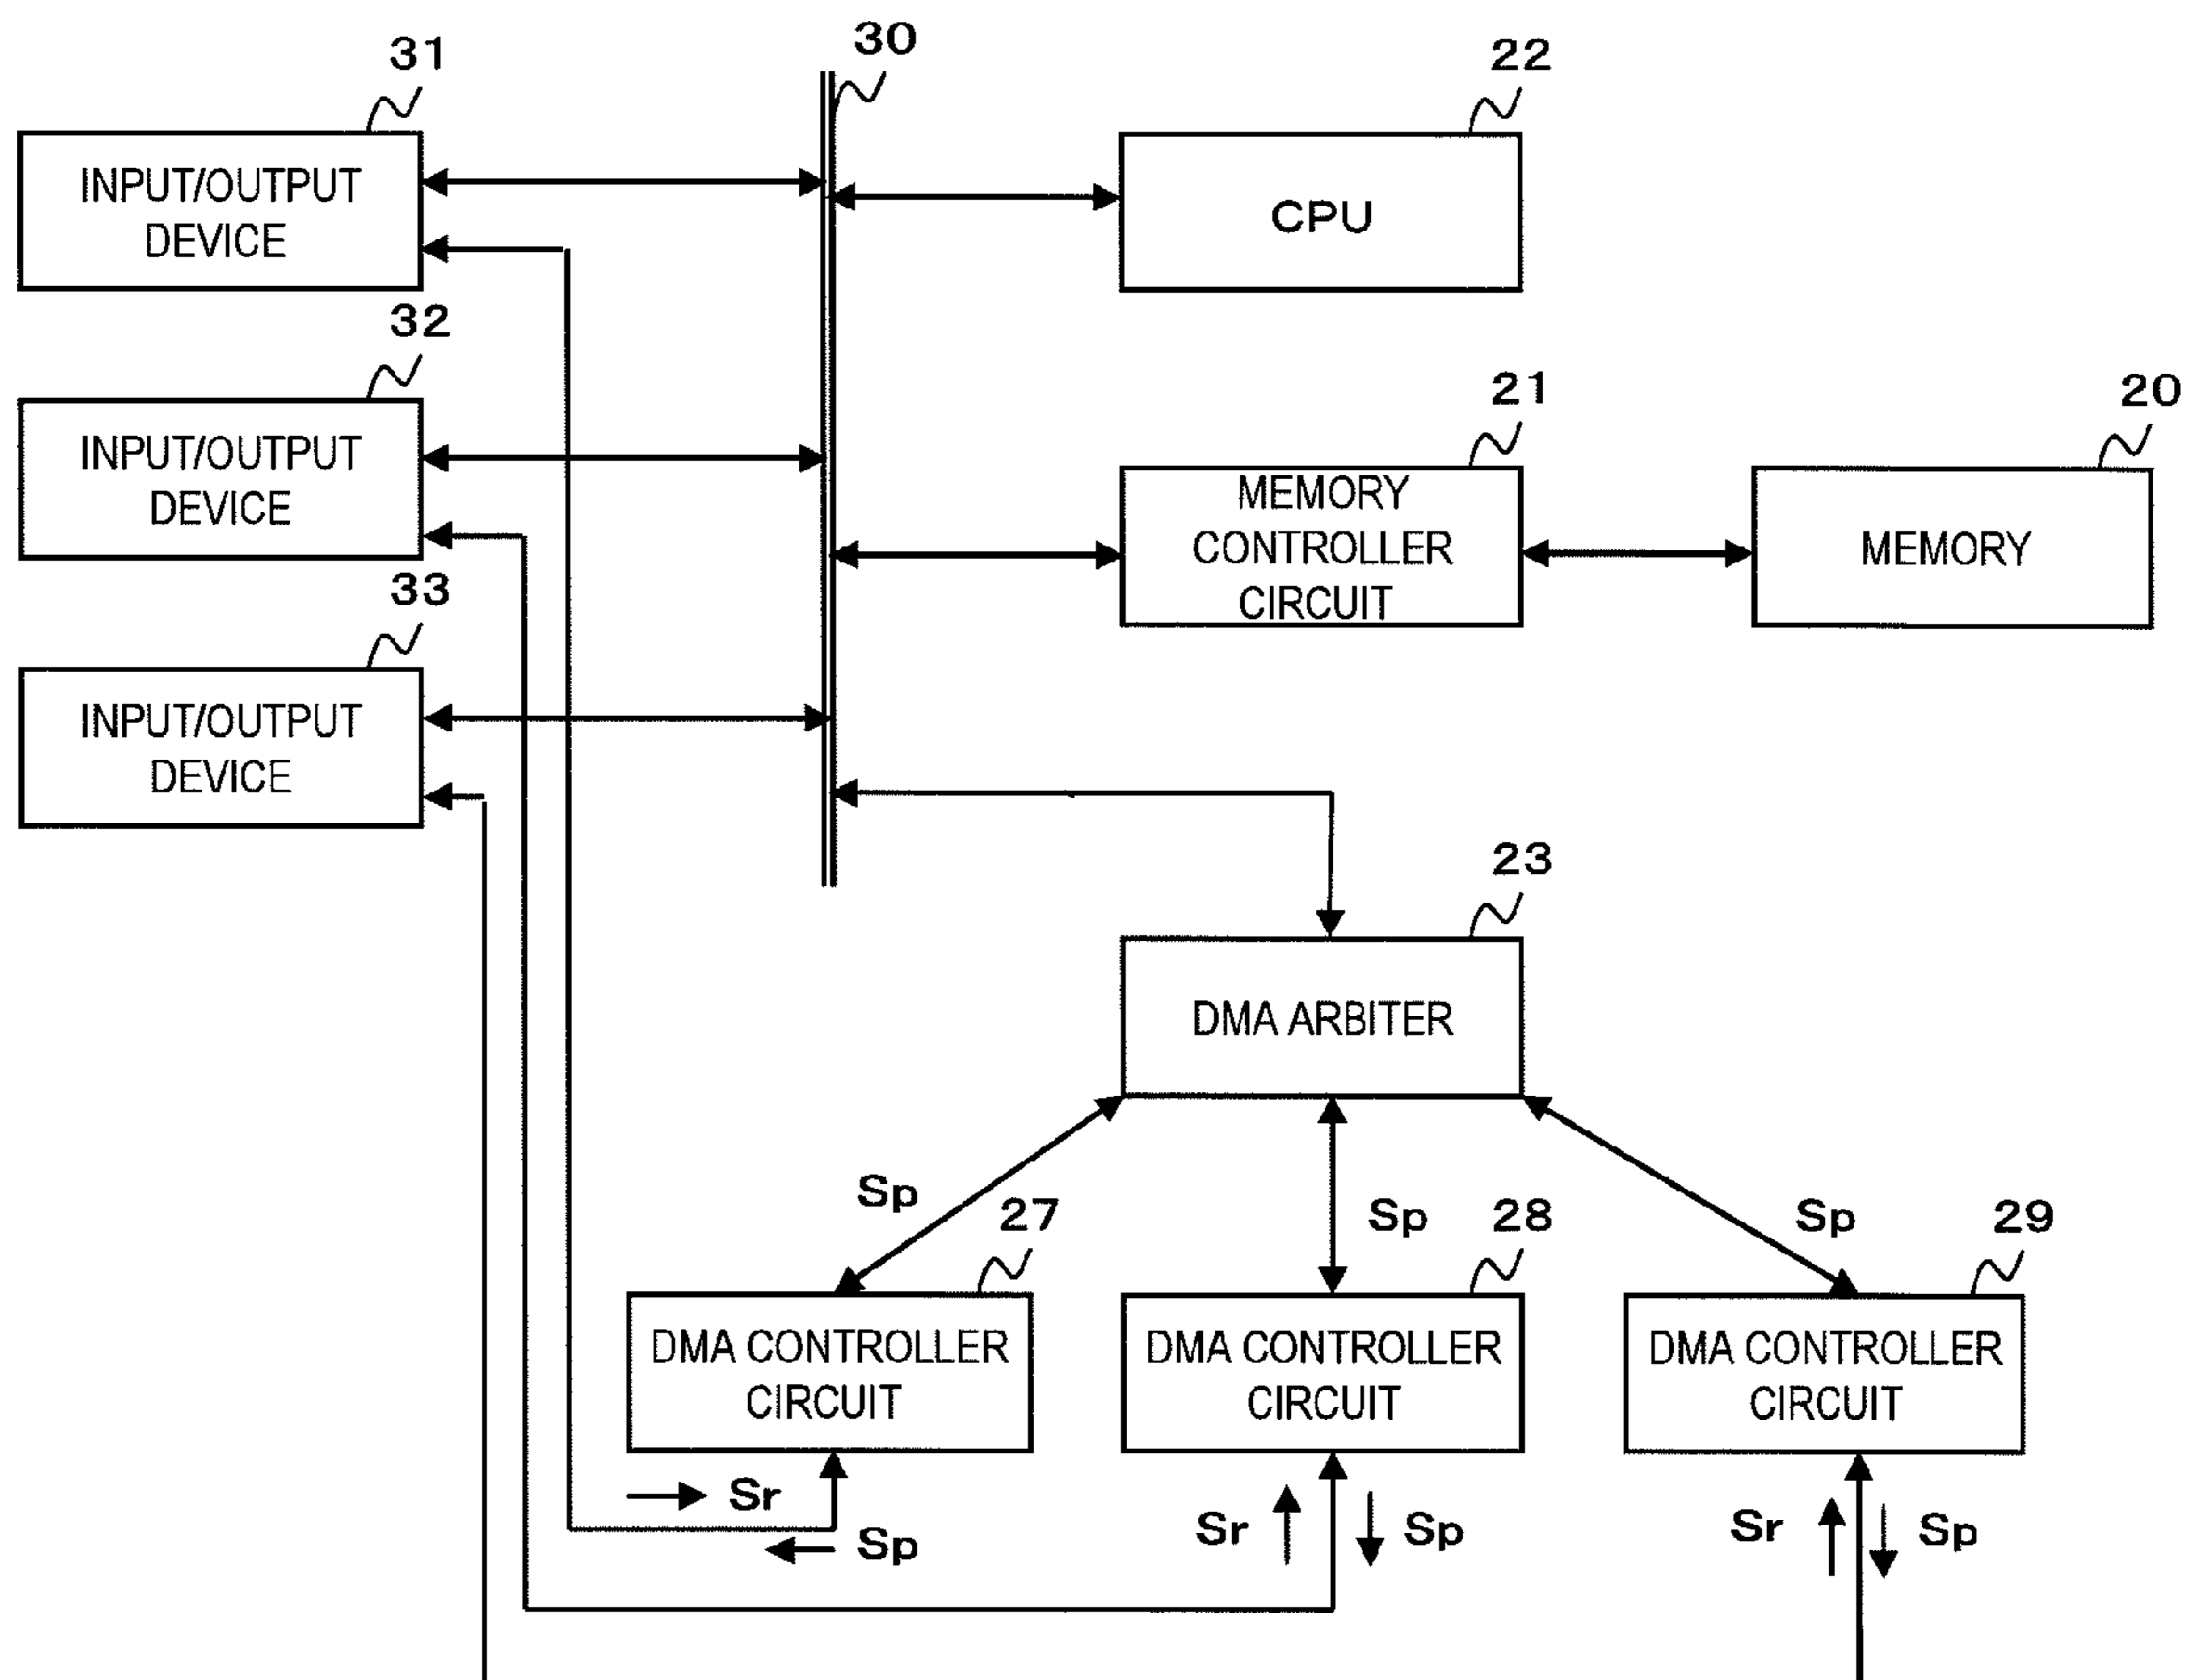 31
30
22
INPUT/OUTPUT
DEVICE
CPU
32
21
20
INPUT/OUTPUT
DEVICE
MEMORY
CONTROLLER
CIRCUIT
MEMORY
33
INPUT/OUTPUT
DEVICE
23
DMA ARBITER
Sp
27
Sp
28
Sp
29
DMA CONTROLLER
CIRCUIT
DMA CONTROLLER
CIRCUIT
DMA CONTROLLER
CIRCUIT
Sr
Sp
Sr
Sp
Sr
Sp